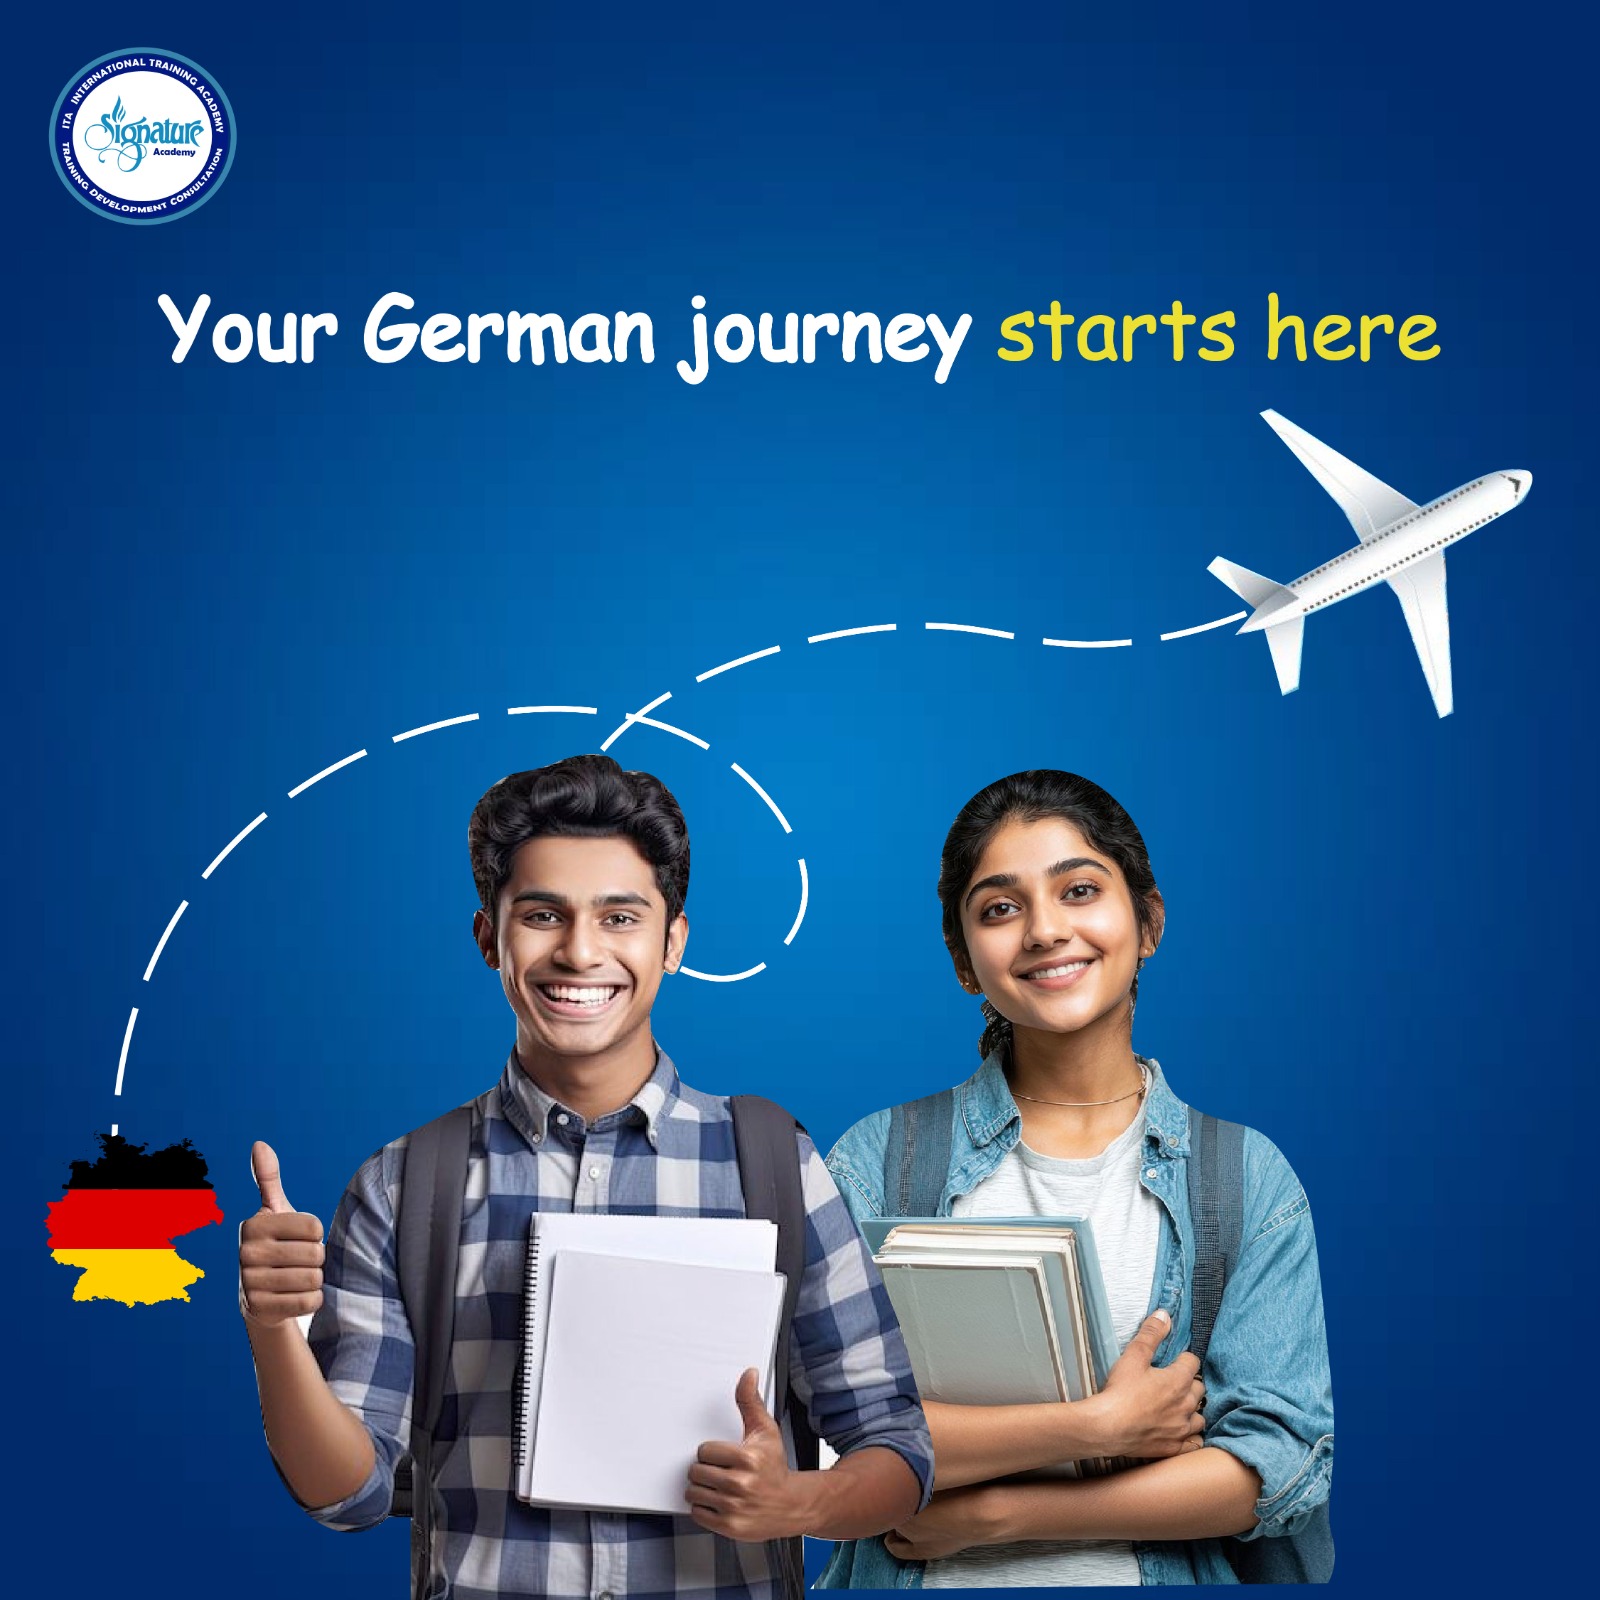 ITA INTERNATIONAL TRAINING ACADEMY
Signature
Academy
TRAINING DEVELOPMENT CONSULTATION
Your German journey starts here